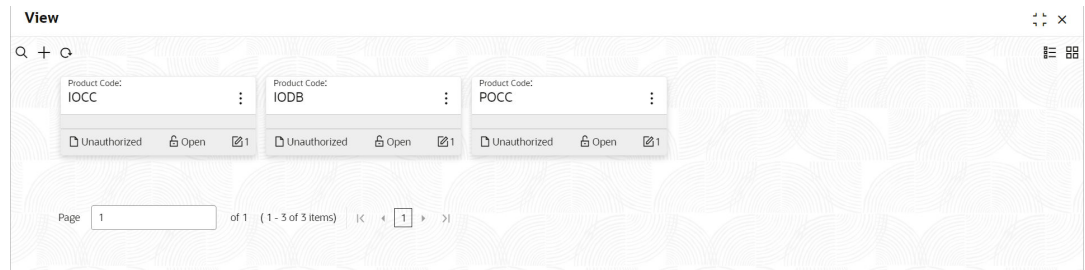 View
Product Code:
IOCC
Unauthorized Open 1
Product Code:
IODB
Unauthorized Open 1
Product Code:
POCC
Unauthorized Open 1
Page 1 of 1 ( 1 - 3 of 3 items) 1